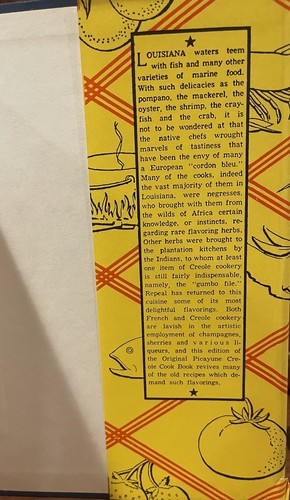 LOUISIANA waters teem
with fish and many other
varieties of marine food.
With such delicacies as the
pompano, the mackerel, the
oyster, the shrimp, the cray-
fish and the crab, it is
not to be wondered at that
the native chefs wrought
marvels of tastiness that
have been the envy of many
a European "cordon bleu."
Many of the cooks, indeed
the vast majority of them in
Louisiana, were negresses,
who brought with them from
the wilds of Africa certain
knowledge, or instincts, re-
garding rare flavoring herbs.
Other herbs were brought to
the plantation kitchens by
the Indians, to whom at least
one item of Creole cookery
is still fairly indispensable,
namely, the "gumbo file."
Repeal has returned to this
cuisine some of its most
delightful flavorings. Both
French and Creole cookery
are lavish in the artistic
employment of champagnes,
sherries and various li-
queurs, and this edition of
the Original Picayune Cre-
ole Cook Book revives many
of the old recipes which de-
mand such flavorings.